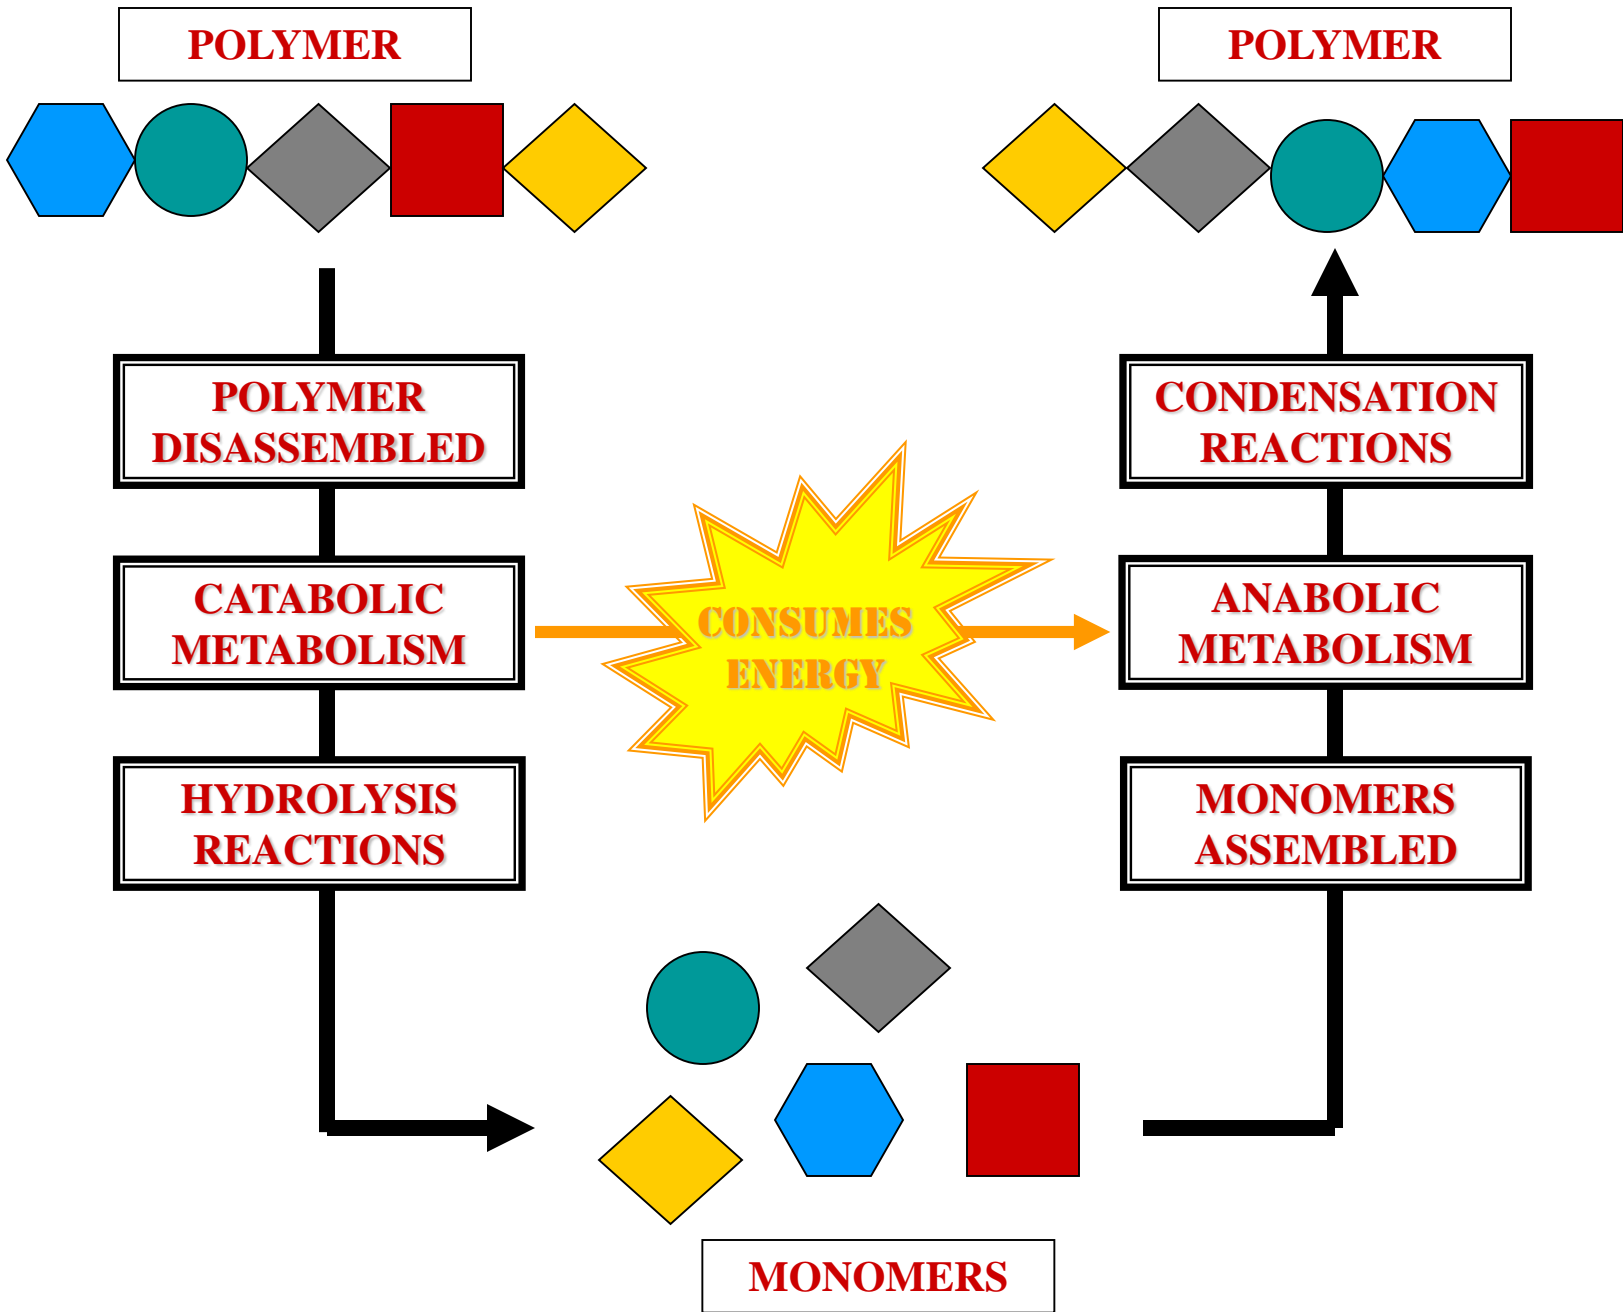 POLYMER
POLYMER
POLYMER
DISASSEMBLED
CATABOLIC
METABOLISM
HYDROLYSIS
REACTIONS
CONSUMES
ENERGY
CONDENSATION
REACTIONS
ANABOLIC
METABOLISM
MONOMERS
ASSEMBLED
MONOMERS